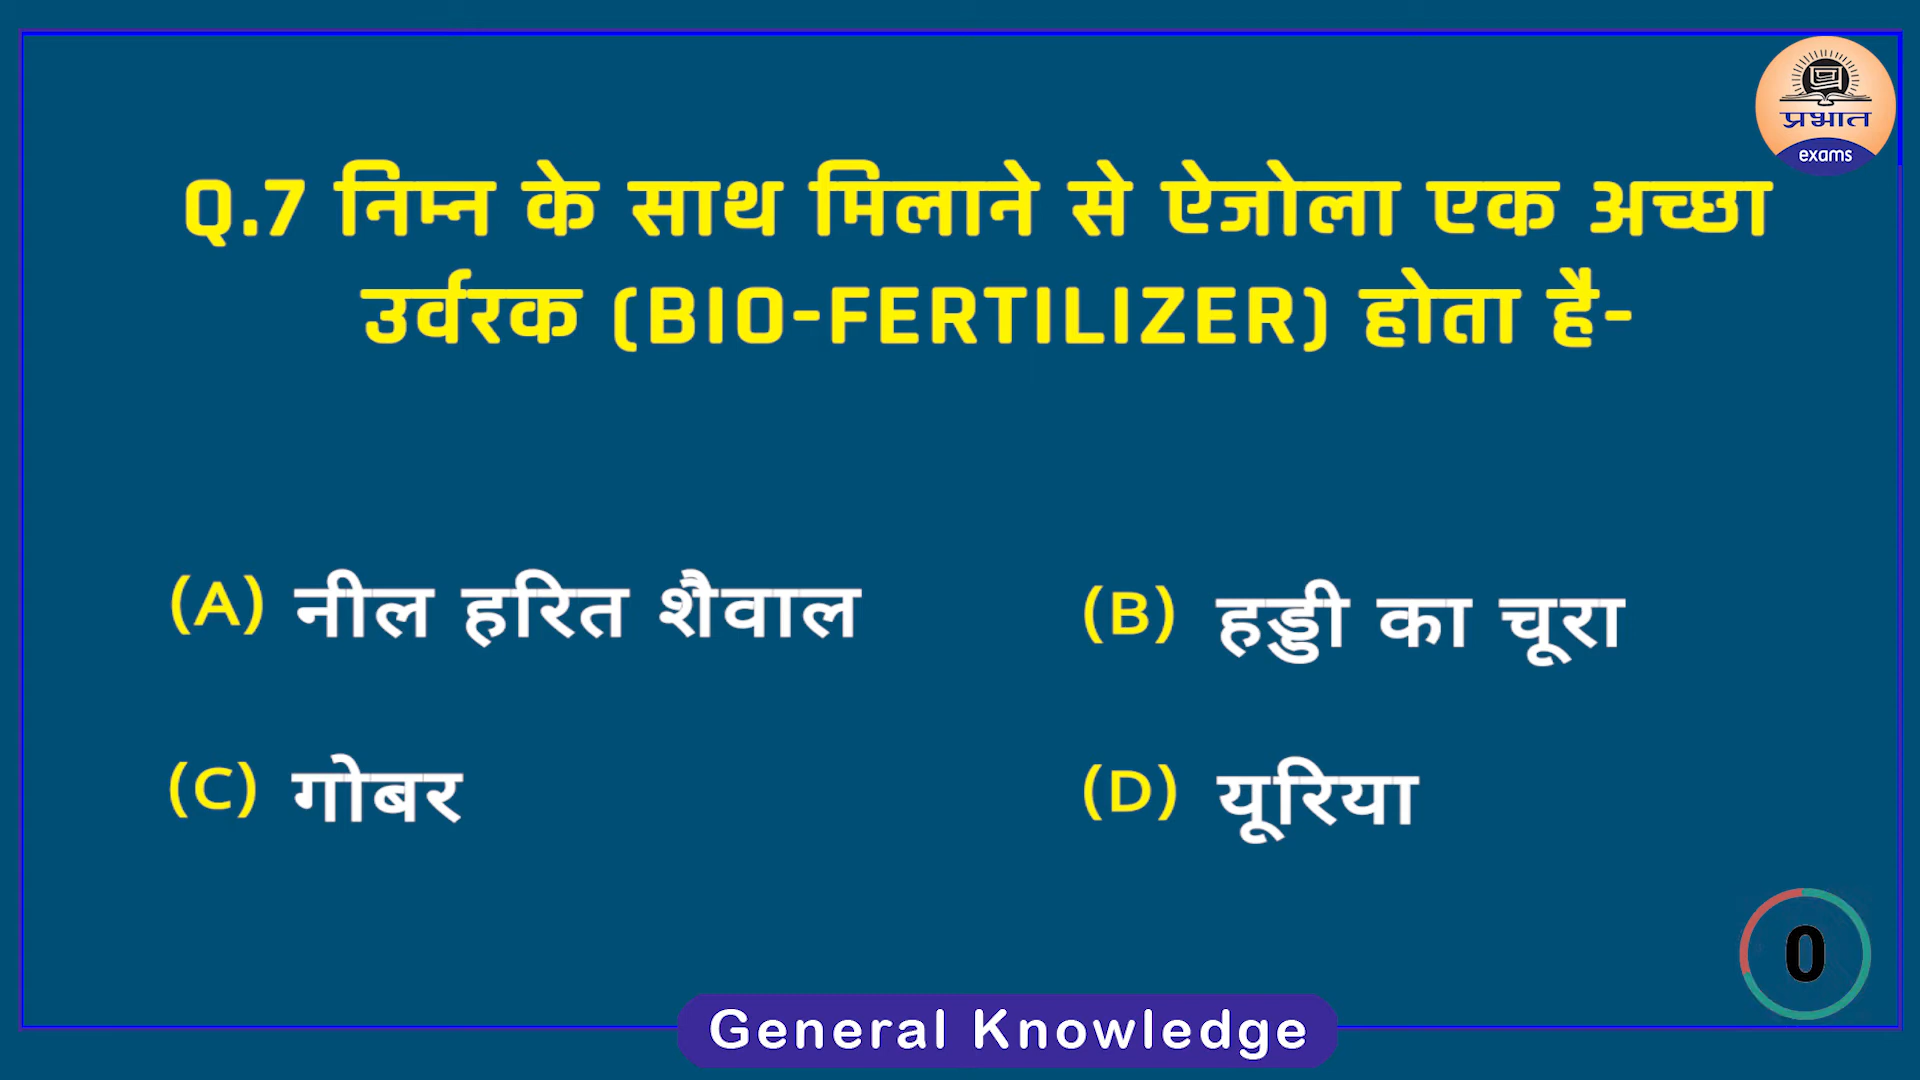 प्रभात
exams
Q.7 निम्न के साथ मिलाने से ऐजोला एक अच्छा
उर्वरक (BIO-FERTILIZER) होता है-
(A) नील हरित शैवाल
(B) हड्डी का चूरा
(C) गोबर
(D) यूरिया
0
General Knowledge